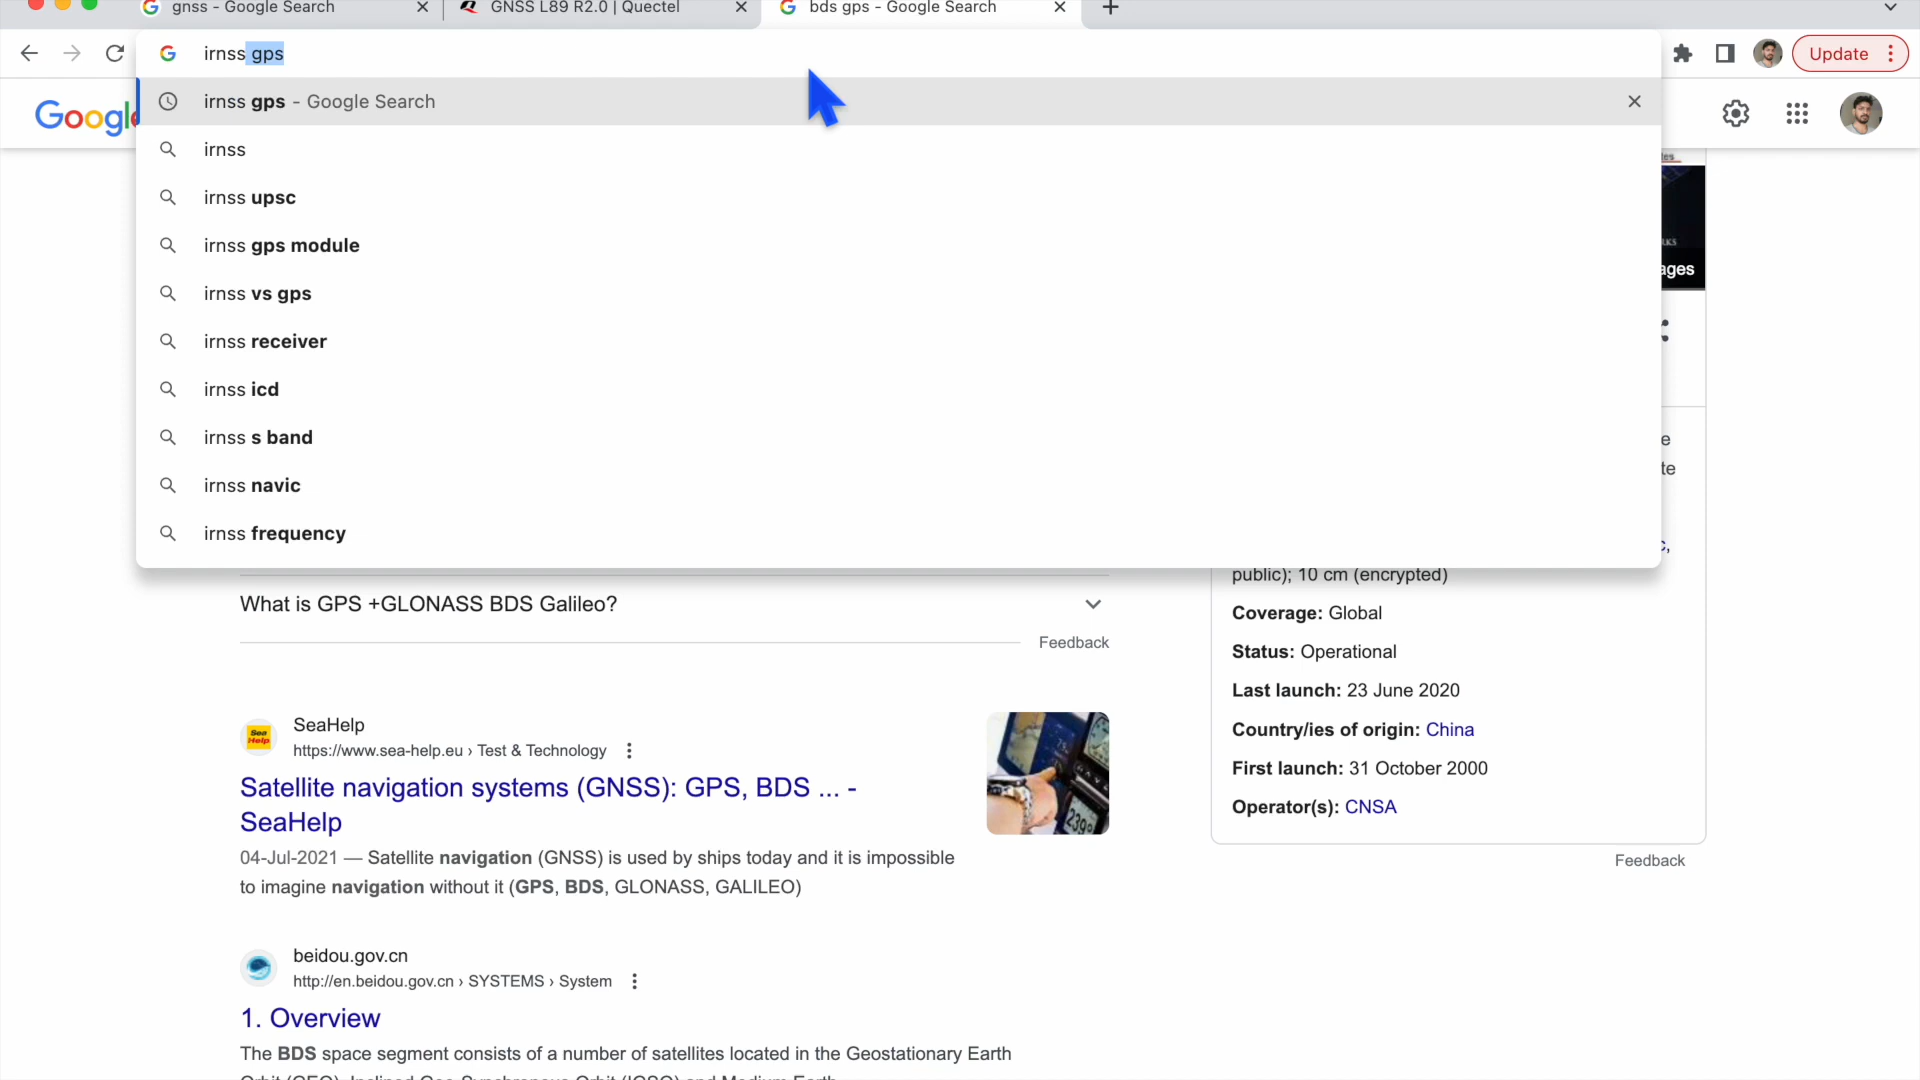 gnss - Google Search
GNSS L89 R2.0 | Quectel
bds gps - Google Search
irnss gps
Update
irnss gps - Google Search
Google
irnss
irnss upsc
irnss gps module
irnss vs gps
irnss receiver
irnss icd
irnss s band
irnss navic
irnss frequency
public); 10 cm (encrypted)
What is GPS +GLONASS BDS Galileo?
Feedback
Coverage: Global
Status: Operational
Last launch: 23 June 2020
Country/ies of origin: China
First launch: 31 October 2000
Operator(s): CNSA
Feedback
SeaHelp
https://www.sea-help.eu › Test & Technology
Satellite navigation systems (GNSS): GPS, BDS ... -
SeaHelp
04-Jul-2021 — Satellite navigation (GNSS) is used by ships today and it is impossible
to imagine navigation without it (GPS, BDS, GLONASS, GALILEO)
Sea
Help
239
beidou.gov.cn
http://en.beidou.gov.cn › SYSTEMS › System
1. Overview
The BDS space segment consists of a number of satellites located in the Geostationary Earth